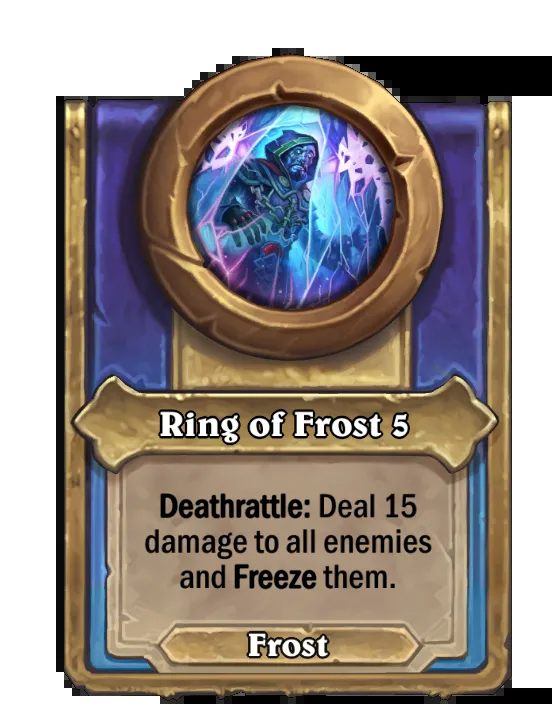 Ring of Frost 5
Deathrattle: Deal 15
damage to all enemies
and Freeze them.
Frost